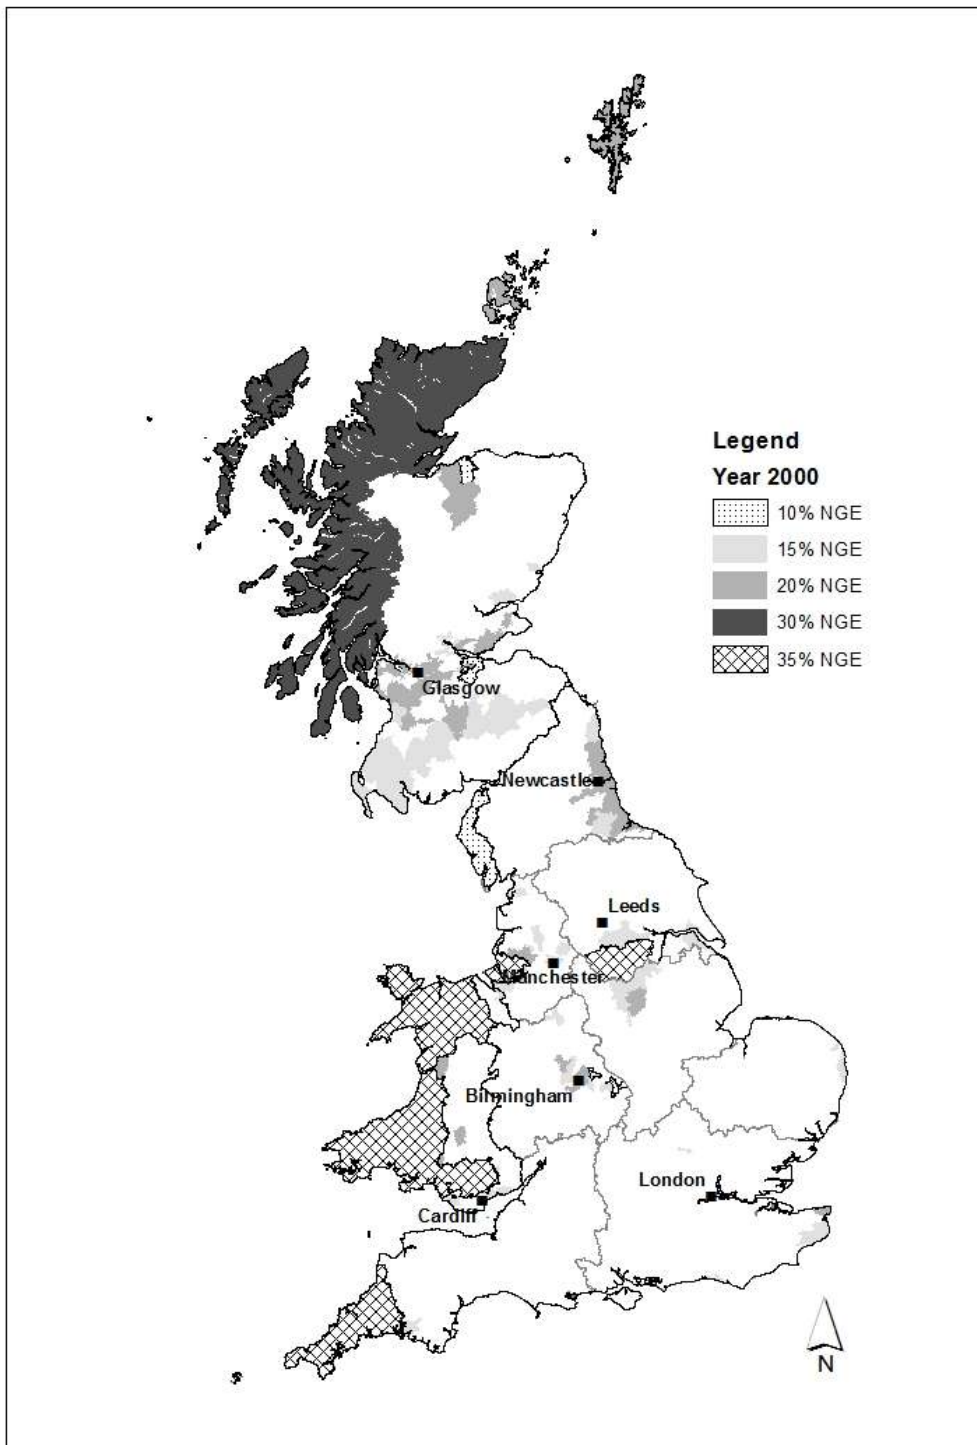 Legend
Year 2000
10% NGE
15% NGE
20% NGE
30% NGE
35% NGE
Glasgow
Newcastle
Leeds
Manchester
Birmingham
London
Cardiff
N